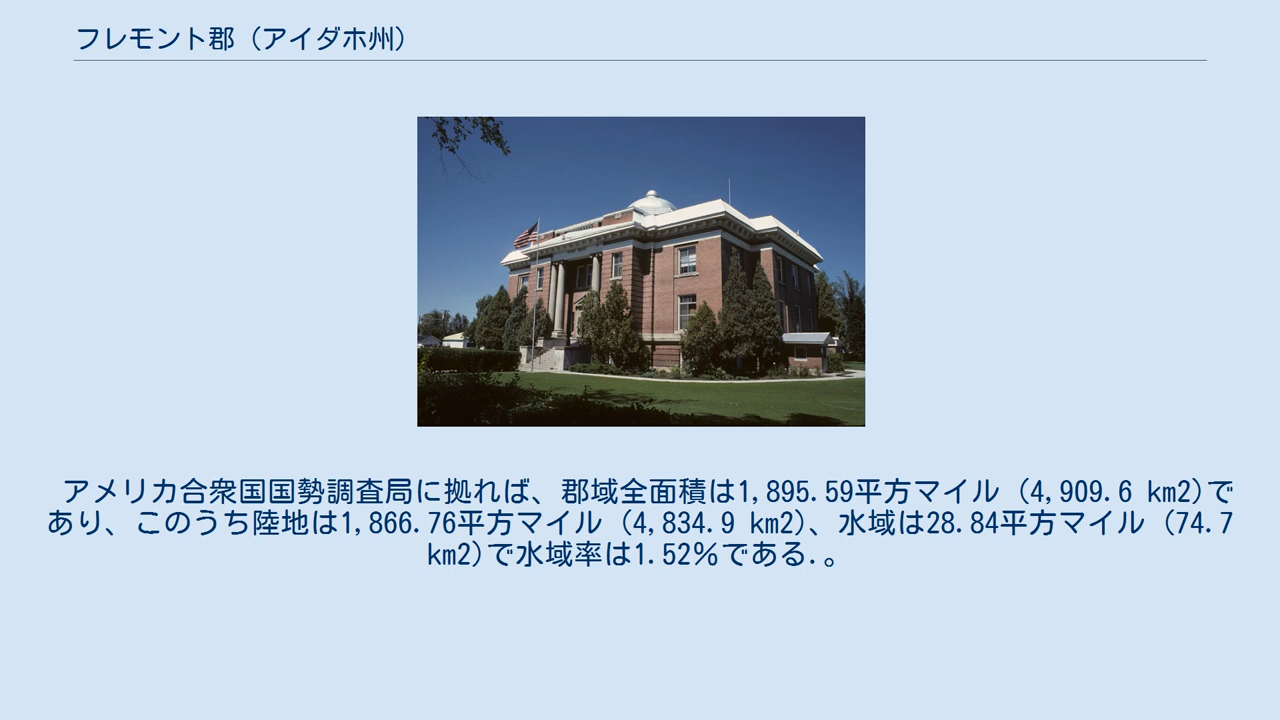 フレモント郡（アイダホ州）
アメリカ合衆国国勢調査局に拠れば、郡域全面積は1,895.59平方マイル (4,909.6 km2)で
あり、このうち陸地は1,866.76平方マイル (4,834.9 km2)、水域は28.84平方マイル (74.7
km2)で水域率は1.52%である.。